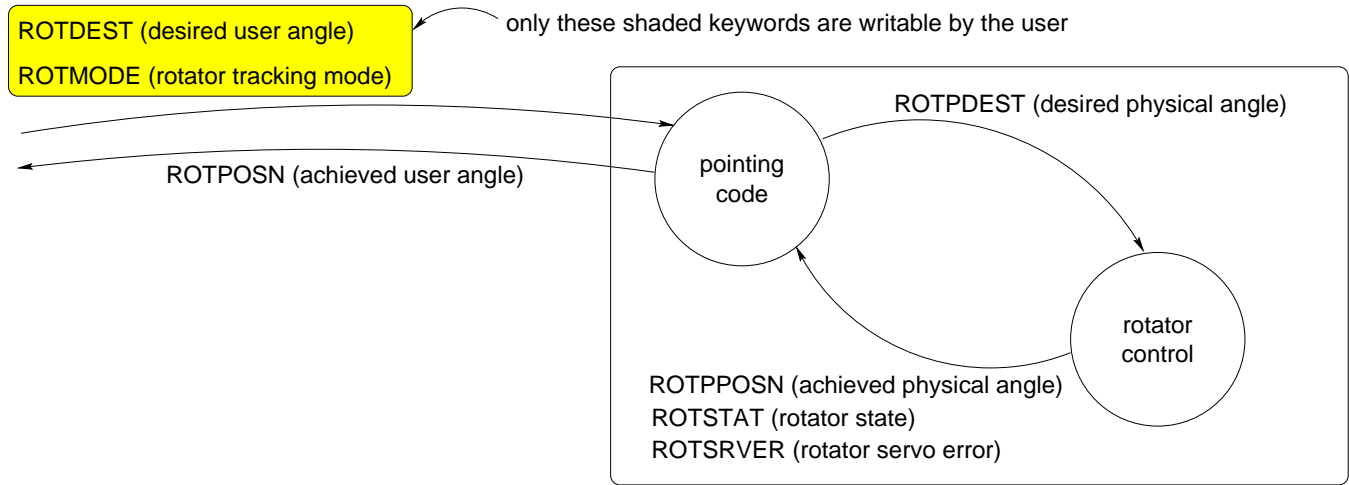 ROTDEST (desired user angle)
only these shaded keywords are writable by the user
ROTMODE (rotator tracking mode)
ROTPDEST (desired physical angle)
ROTPOSN (achieved user angle)
pointing
code
rotator
control
ROTPPOSN (achieved physical angle)
ROTSTAT (rotator state)
ROTSRVER (rotator servo error)